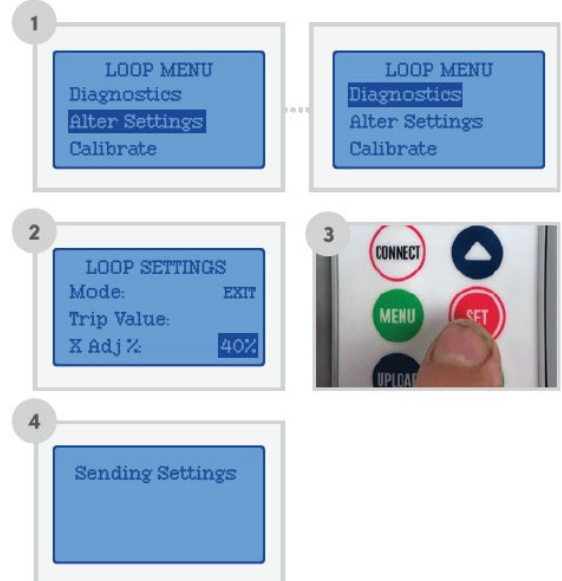 1
LOOP MENU
Diagnostics
Alter Settings
Calibrate
LOOP MENU
Diagnostics
Alter Settings
Calibrate
2
LOOP SETTINGS
Mode: EXIT
Trip Value:
X Adj %: 40%
3
CONNECT
MENU
SET
UPLOA
4
Sending Settings